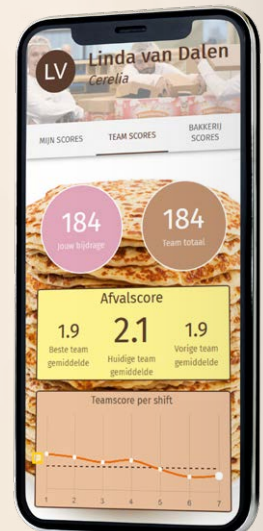 LV
Linda van Dalen
Cerelia
MIJN SCORES
TEAM SCORES
BAKKERIJ
SCORES
184
Jouw bijdrage
184
Team totaal
Afvalscore
1.9
Beste team
gemiddelde
2.1
Huidige team
gemiddelde
1.9
Vorige team
gemiddelde
Teamscore per shift
1 2 3 4 5 6 7